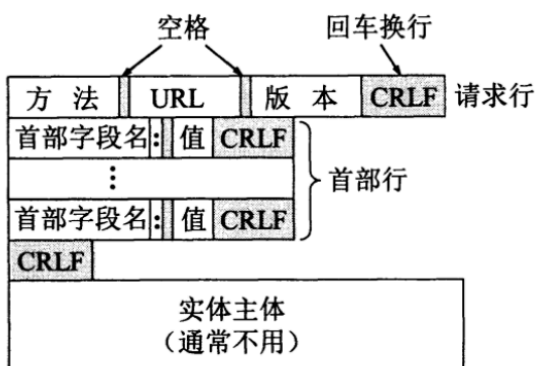 空格 回车换行
方 法 URL 版 本 CRLF 请求行
首部字段名: 值 CRLF
⋮ 首部行
首部字段名: 值 CRLF
CRLF
实体主体
（通常不用）